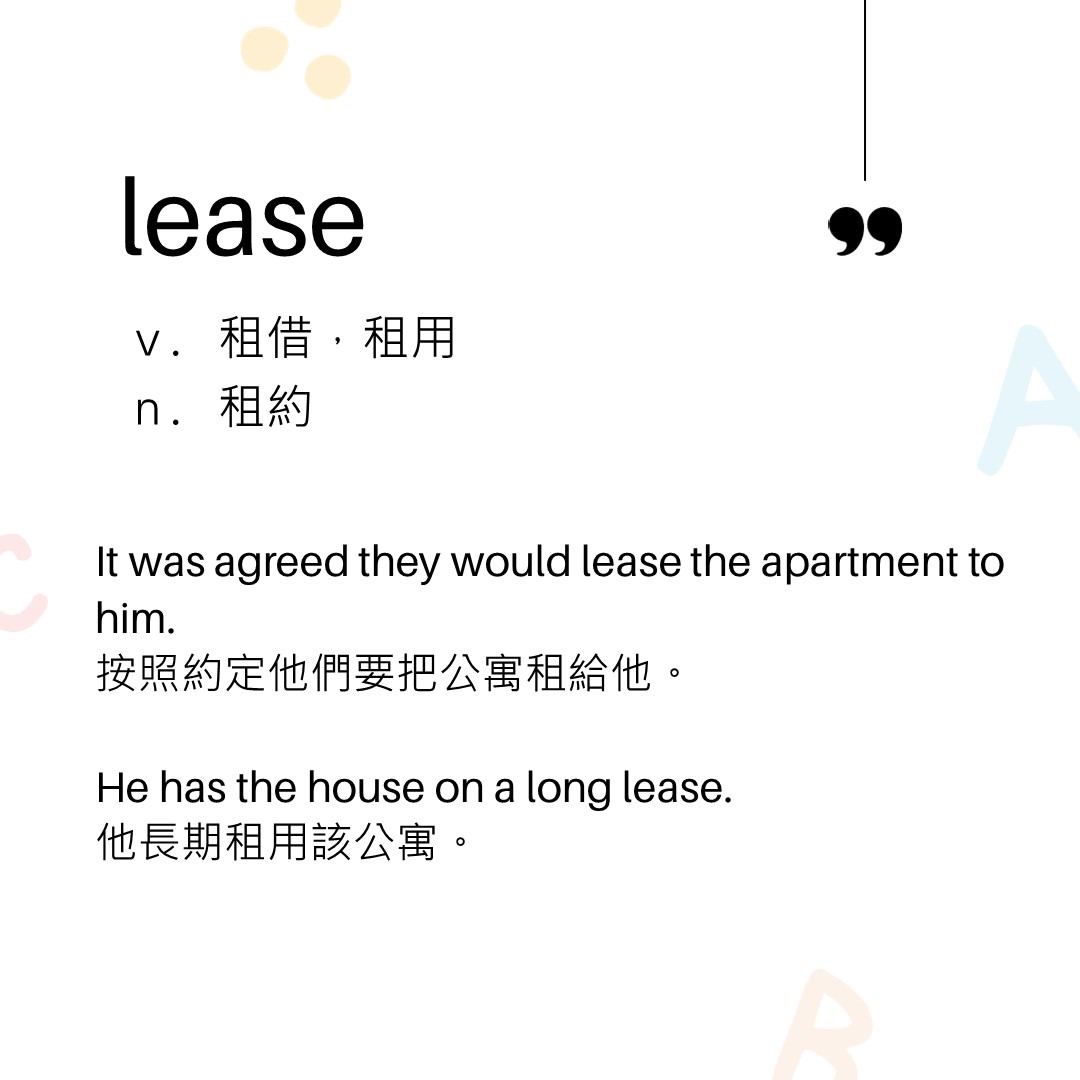 lease
”
v. 租借，租用
n. 租約
It was agreed they would lease the apartment to
him.
按照約定他們要把公寓租給他。
He has the house on a long lease.
他長期租用該公寓。
A
C
B